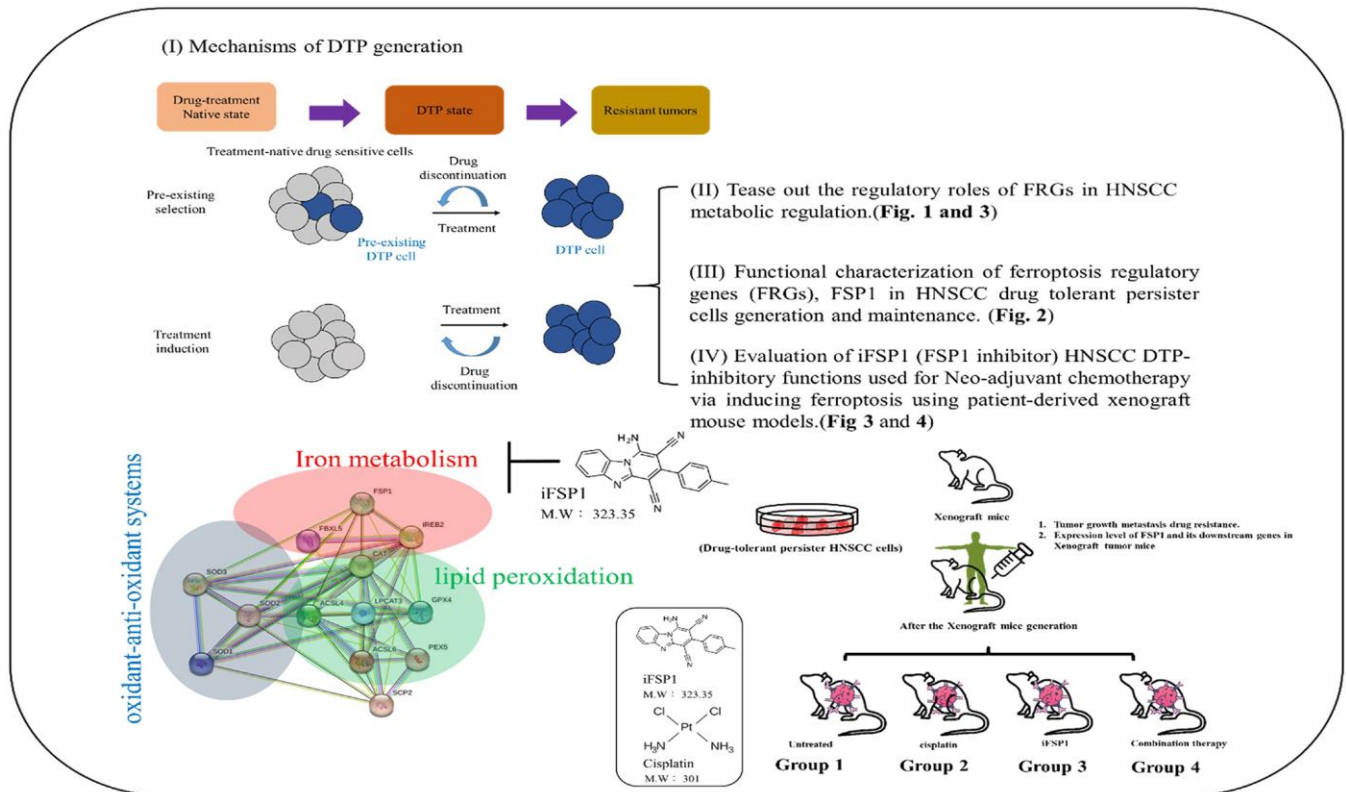 (I) Mechanisms of DTP generation
Drug-treatment
Native state
DTP state
Resistant tumors
Treatment-native drug sensitive cells
Pre-existing
selection
Drug
discontinuation
Treatment
Pre-existing
DTP cell
DTP cell
Treatment
induction
Treatment
Drug
discontinuation
(II) Tease out the regulatory roles of FRGs in HNSCC
metabolic regulation.(Fig. 1 and 3)
(III) Functional characterization of ferroptosis regulatory
genes (FRGs), FSP1 in HNSCC drug tolerant persister
cells generation and maintenance. (Fig. 2)
(IV) Evaluation of iFSP1 (FSP1 inhibitor) HNSCC DTP-
inhibitory functions used for Neo-adjuvant chemotherapy
via inducing ferroptosis using patient-derived xenograft
mouse models.(Fig 3 and 4)
oxidant-anti-oxidant systems
Iron metabolism
lipid peroxidation
FSP1
FBXL5
IREB2
CAT
SOD3
SOD2
ACSL4
LPCAT3
GPX4
SOD1
ACSL6
PEX5
SCP2
NH₂
N
N
N
N
iFSP1
M.W : 323.35
(Drug-tolerant persister HNSCC cells)
Xenograft mice
1. Tumor growth metastasis drug resistance.
2. Expression level of FSP1 and its downstream genes in
Xenograft tumor mice
After the Xenograft mice generation
NH₂
N
N
N
N
iFSP1
M.W : 323.35
Cl
Cl
Pt
H₃N
NH₃
Cisplatin
M.W : 301
Untreated
cisplatin
iFSP1
Combination therapy
Group 1
Group 2
Group 3
Group 4